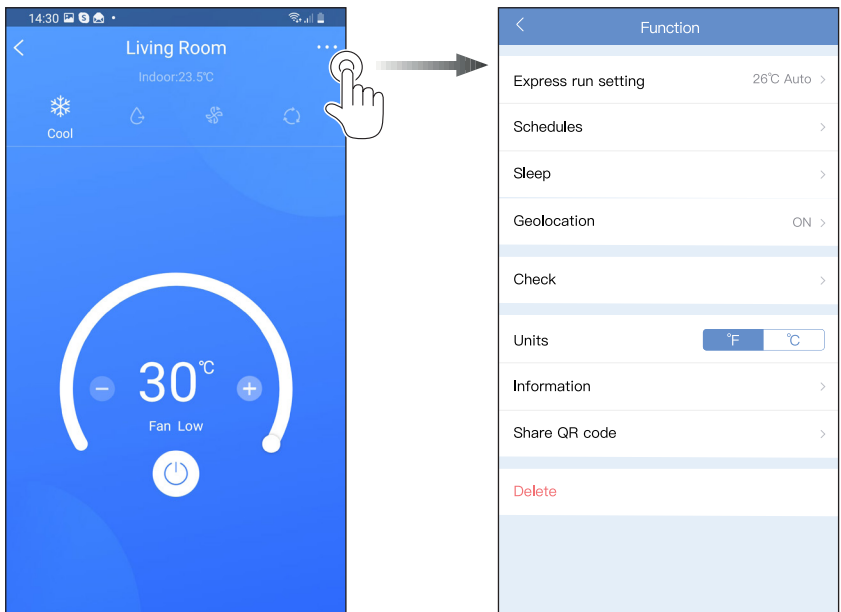 14:30
Living Room
Indoor:23.5℃
Cool
30℃
Fan Low
Function
Express run setting 26℃ Auto
Schedules
Sleep
Geolocation ON
Check
Units ℉ ℃
Information
Share QR code
Delete